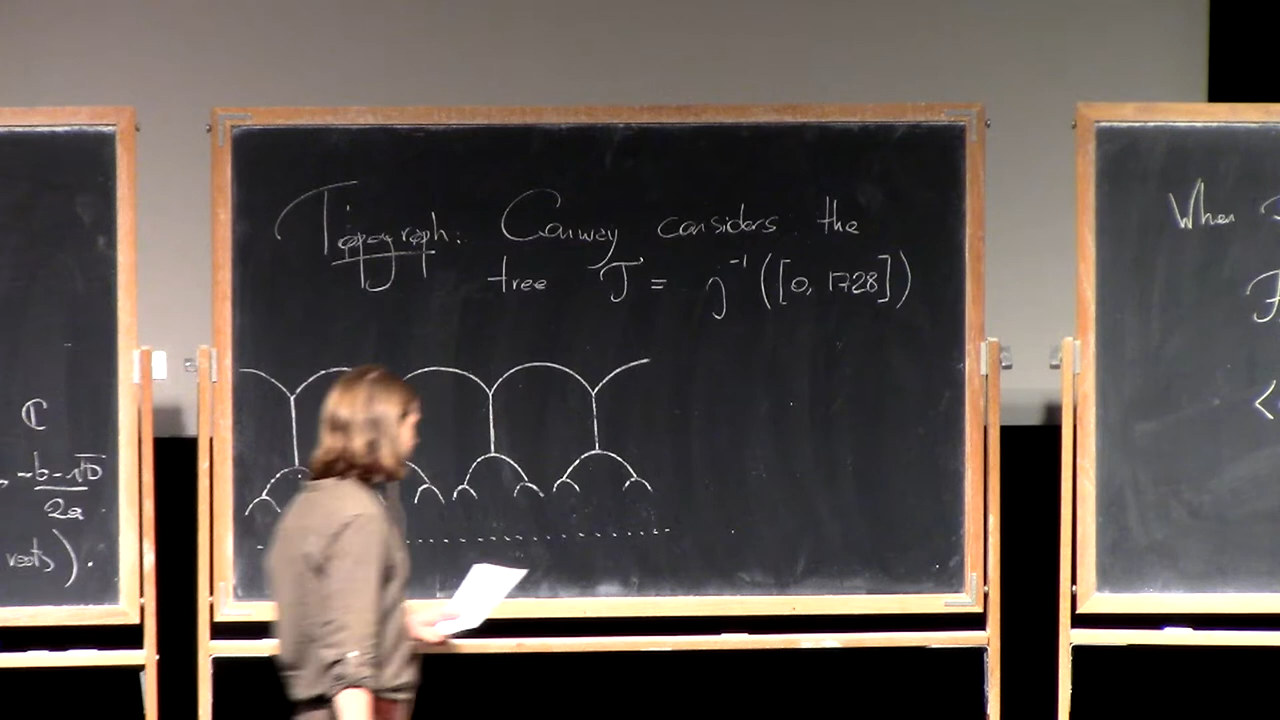 ℂ
, -b-√D
2a
roots).
Topograph: Conway considers the
tree 𝒯 = j⁻¹([0, 1728])
When
ℱ
<